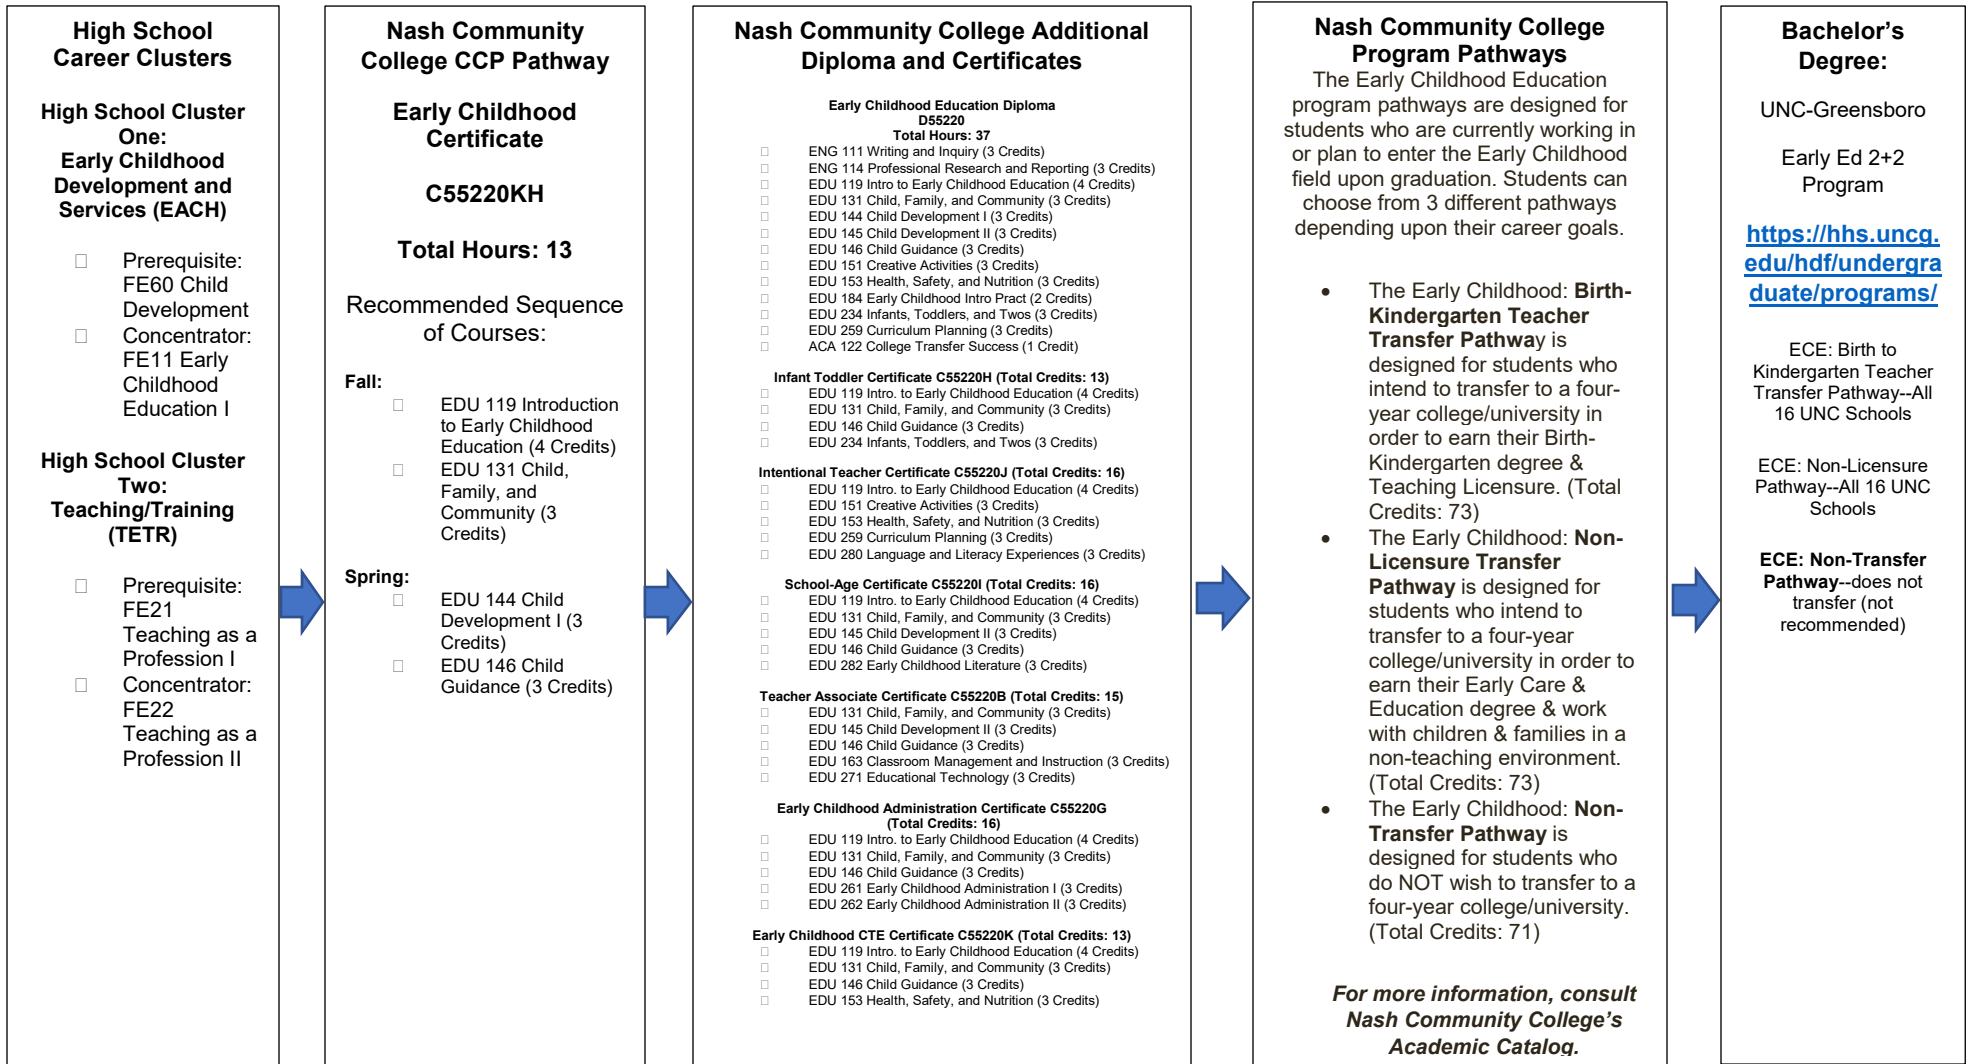 High School
Career Clusters
High School Cluster
One:
Early Childhood
Development and
Services (EACH)
☐ Prerequisite:
FE60 Child
Development
☐ Concentrator:
FE11 Early
Childhood
Education I
High School Cluster
Two:
Teaching/Training
(TETR)
☐ Prerequisite:
FE21
Teaching as a
Profession I
☐ Concentrator:
FE22
Teaching as a
Profession II
Nash Community
College CCP Pathway
Early Childhood
Certificate
C55220KH
Total Hours: 13
Recommended Sequence
of Courses:
Fall:
☐ EDU 119 Introduction
to Early Childhood
Education (4 Credits)
☐ EDU 131 Child,
Family, and
Community (3
Credits)
Spring:
☐ EDU 144 Child
Development I (3
Credits)
☐ EDU 146 Child
Guidance (3 Credits)
Nash Community College Additional
Diploma and Certificates
Early Childhood Education Diploma
D55220
Total Hours: 37
☐ ENG 111 Writing and Inquiry (3 Credits)
☐ ENG 114 Professional Research and Reporting (3 Credits)
☐ EDU 119 Intro to Early Childhood Education (4 Credits)
☐ EDU 131 Child, Family, and Community (3 Credits)
☐ EDU 144 Child Development I (3 Credits)
☐ EDU 145 Child Development II (3 Credits)
☐ EDU 146 Child Guidance (3 Credits)
☐ EDU 151 Creative Activities (3 Credits)
☐ EDU 153 Health, Safety, and Nutrition (3 Credits)
☐ EDU 184 Early Childhood Intro Pract (2 Credits)
☐ EDU 234 Infants, Toddlers, and Twos (3 Credits)
☐ EDU 259 Curriculum Planning (3 Credits)
☐ ACA 122 College Transfer Success (1 Credit)
Infant Toddler Certificate C55220H (Total Credits: 13)
☐ EDU 119 Intro. to Early Childhood Education (4 Credits)
☐ EDU 131 Child, Family, and Community (3 Credits)
☐ EDU 146 Child Guidance (3 Credits)
☐ EDU 234 Infants, Toddlers, and Twos (3 Credits)
Intentional Teacher Certificate C55220J (Total Credits: 16)
☐ EDU 119 Intro. to Early Childhood Education (4 Credits)
☐ EDU 151 Creative Activities (3 Credits)
☐ EDU 153 Health, Safety, and Nutrition (3 Credits)
☐ EDU 259 Curriculum Planning (3 Credits)
☐ EDU 280 Language and Literacy Experiences (3 Credits)
School-Age Certificate C55220I (Total Credits: 16)
☐ EDU 119 Intro. to Early Childhood Education (4 Credits)
☐ EDU 131 Child, Family, and Community (3 Credits)
☐ EDU 145 Child Development II (3 Credits)
☐ EDU 146 Child Guidance (3 Credits)
☐ EDU 282 Early Childhood Literature (3 Credits)
Teacher Associate Certificate C55220B (Total Credits: 15)
☐ EDU 131 Child, Family, and Community (3 Credits)
☐ EDU 145 Child Development II (3 Credits)
☐ EDU 146 Child Guidance (3 Credits)
☐ EDU 163 Classroom Management and Instruction (3 Credits)
☐ EDU 271 Educational Technology (3 Credits)
Early Childhood Administration Certificate C55220G
(Total Credits: 16)
☐ EDU 119 Intro. to Early Childhood Education (4 Credits)
☐ EDU 131 Child, Family, and Community (3 Credits)
☐ EDU 146 Child Guidance (3 Credits)
☐ EDU 261 Early Childhood Administration I (3 Credits)
☐ EDU 262 Early Childhood Administration II (3 Credits)
Early Childhood CTE Certificate C55220K (Total Credits: 13)
☐ EDU 119 Intro. to Early Childhood Education (4 Credits)
☐ EDU 131 Child, Family, and Community (3 Credits)
☐ EDU 146 Child Guidance (3 Credits)
☐ EDU 153 Health, Safety, and Nutrition (3 Credits)
Nash Community College
Program Pathways
The Early Childhood Education
program pathways are designed for
students who are currently working in
or plan to enter the Early Childhood
field upon graduation. Students can
choose from 3 different pathways
depending upon their career goals.
• The Early Childhood: Birth-
Kindergarten Teacher
Transfer Pathway is
designed for students who
intend to transfer to a four-
year college/university in
order to earn their Birth-
Kindergarten degree &
Teaching Licensure. (Total
Credits: 73)
• The Early Childhood: Non-
Licensure Transfer
Pathway is designed for
students who intend to
transfer to a four-year
college/university in order to
earn their Early Care &
Education degree & work
with children & families in a
non-teaching environment.
(Total Credits: 73)
• The Early Childhood: Non-
Transfer Pathway is
designed for students who
do NOT wish to transfer to a
four-year college/university.
(Total Credits: 71)
For more information, consult
Nash Community College's
Academic Catalog.
Bachelor's
Degree:
UNC-Greensboro
Early Ed 2+2
Program
https://hhs.uncg.
edu/hdf/undergra
duate/programs/
ECE: Birth to
Kindergarten Teacher
Transfer Pathway--All
16 UNC Schools
ECE: Non-Licensure
Pathway--All 16 UNC
Schools
ECE: Non-Transfer
Pathway--does not
transfer (not
recommended)